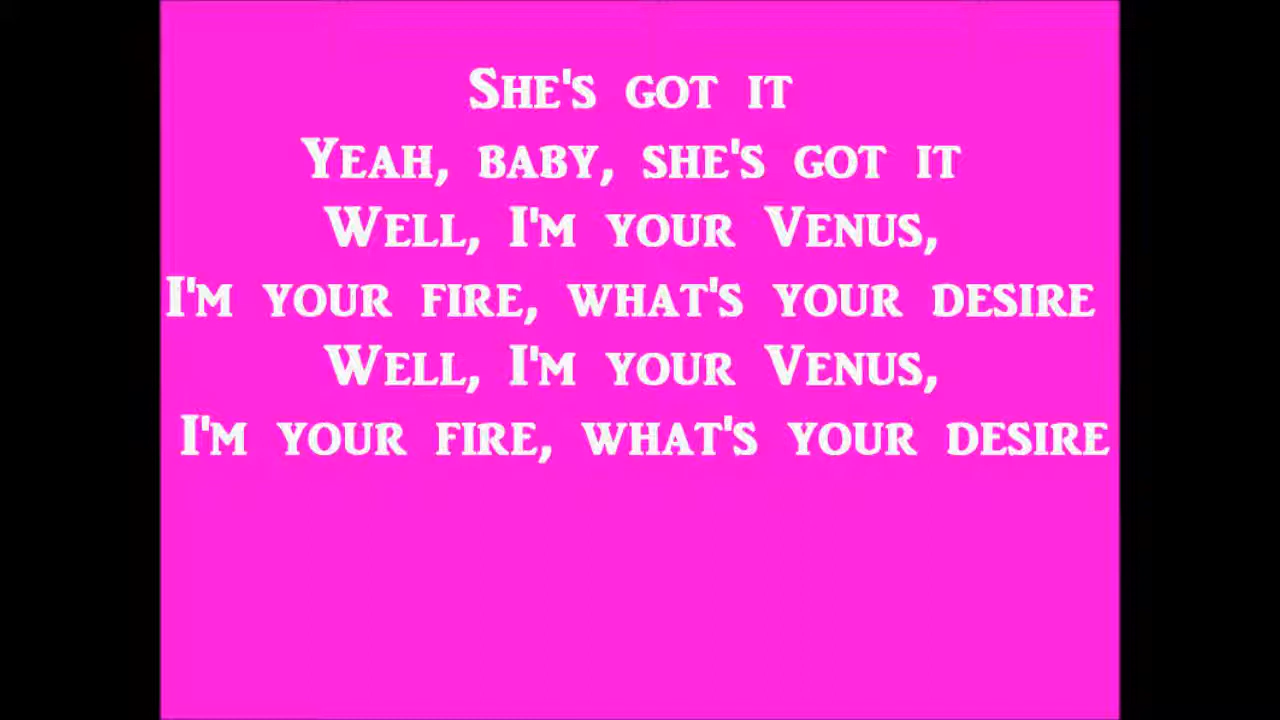 She's got it
Yeah, baby, she's got it
Well, I'm your Venus,
I'm your fire, what's your desire
Well, I'm your Venus,
I'm your fire, what's your desire